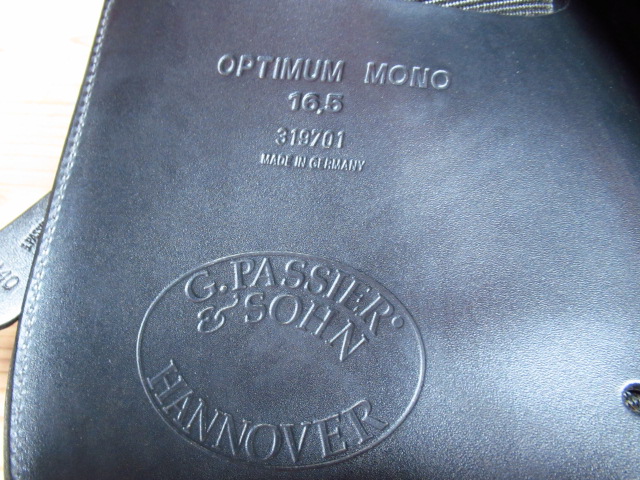 OPTIMUM MONO
16,5
319701
MADE IN GERMANY
G. PASSIER
& SOHN
HANNOVER